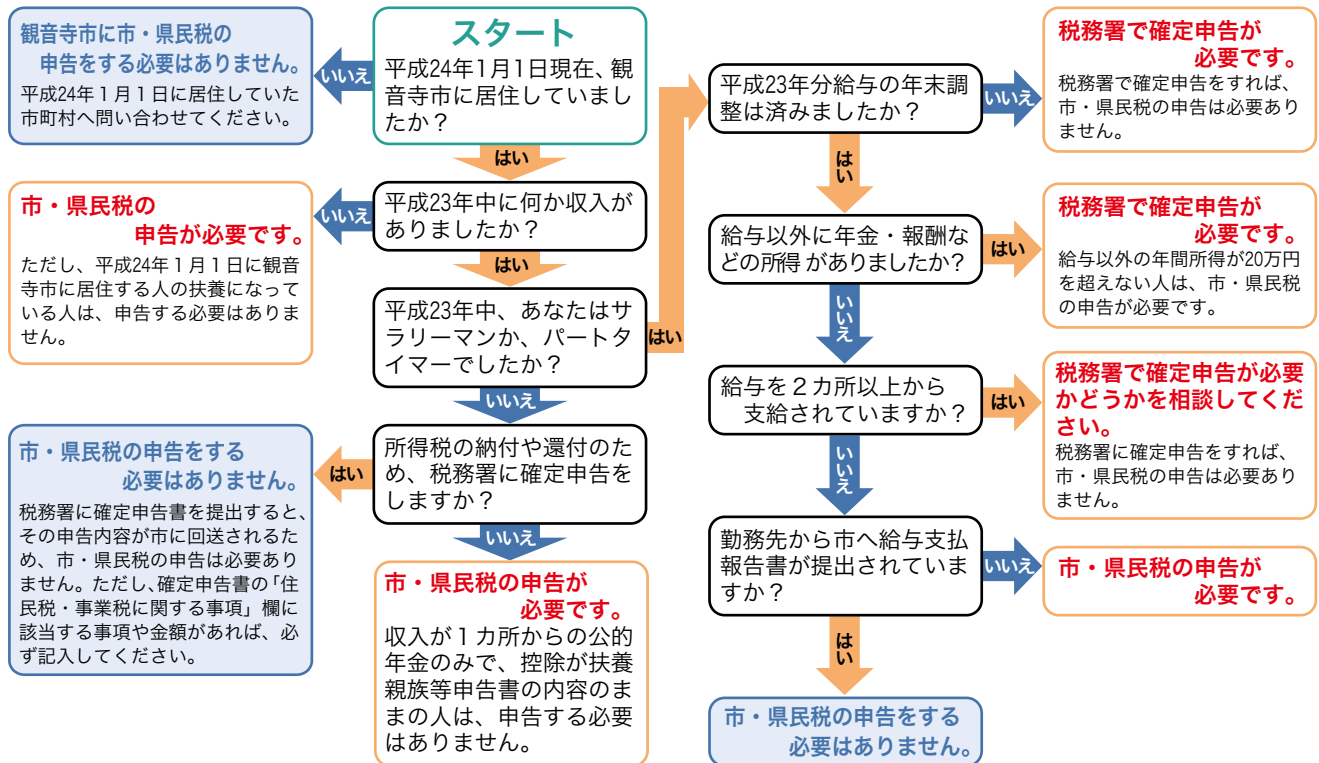 スタート
平成24年1月1日現在、観
音寺市に居住していまし
たか？
いいえ
観音寺市に市・県民税の
申告をする必要はありません。
平成24年１月１日に居住していた
市町村へ問い合わせてください。
はい
平成23年中に何か収入が
ありましたか？
いいえ
市・県民税の
申告が必要です。
ただし、平成24年１月１日に観音
寺市に居住する人の扶養になって
いる人は、申告する必要はありま
せん。
はい
平成23年中、あなたはサ
ラリーマンか、パートタ
イマーでしたか？
はい
いいえ
所得税の納付や還付のた
め、税務署に確定申告を
しますか？
はい
市・県民税の申告をする
必要はありません。
税務署に確定申告書を提出すると、
その申告内容が市に回送されるた
め、市・県民税の申告は必要あり
ません。ただし、確定申告書の「住
民税・事業税に関する事項」欄に
該当する事項や金額があれば、必
ず記入してください。
いいえ
市・県民税の申告が
必要です。
収入が１カ所からの公的
年金のみで、控除が扶養
親族等申告書の内容のま
まの人は、申告する必要
はありません。
平成23年分給与の年末調
整は済みましたか？
いいえ
税務署で確定申告が
必要です。
税務署で確定申告をすれば、
市・県民税の申告は必要あり
ません。
はい
給与以外に年金・報酬な
どの所得がありましたか？
はい
税務署で確定申告が
必要です。
給与以外の年間所得が20万円
を超えない人は、市・県民税
の申告が必要です。
いいえ
給与を２カ所以上から
支給されていますか？
はい
税務署で確定申告が必要
かどうかを相談してくだ
さい。
税務署に確定申告をすれば、
市・県民税の申告は必要あり
ません。
いいえ
勤務先から市へ給与支払
報告書が提出されていま
すか？
いいえ
市・県民税の申告が
必要です。
はい
市・県民税の申告をする
必要はありません。